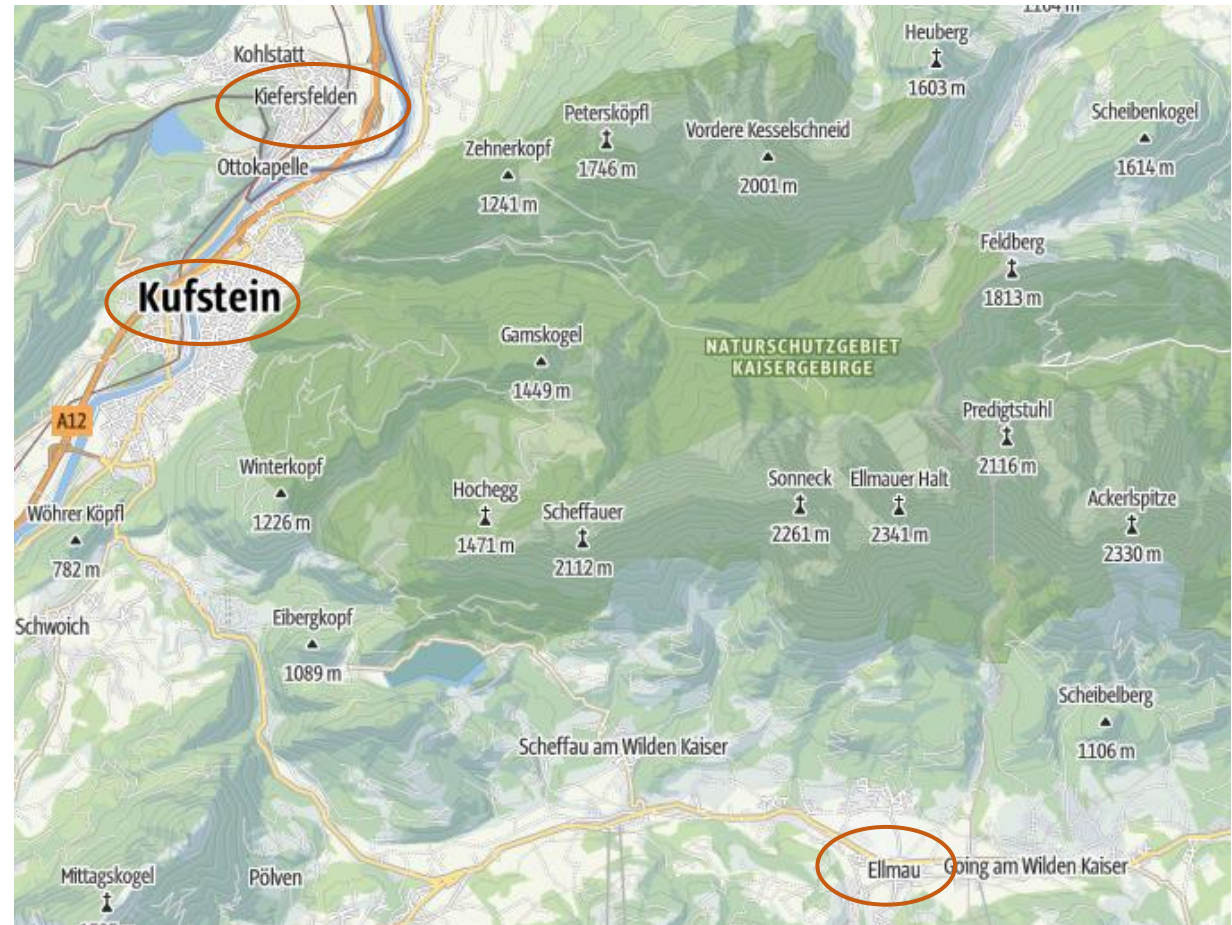 Heuberg
1603 m
Kohlstatt
Kiefersfelden
Petersköpfl
1746 m
Vordere Kesselschneid
2001 m
Scheibenkogel
1614 m
Zehnerkopf
1241 m
Ottokapelle
Feldberg
1813 m
Kufstein
Gamskogel
1449 m
NATURSCHUTZGEBIET
KAISERGEBIRGE
A12
Predigtstuhl
2116 m
Winterkopf
1226 m
Hochegg
1471 m
Scheffauer
2112 m
Sonneck
2261 m
Ellmauer Halt
2341 m
Ackerlspitze
2330 m
Wöhrer Köpfl
782 m
Schwoich
Eibergkopf
1089 m
Scheibelberg
1106 m
Scheffau am Wilden Kaiser
Mittagskogel
Pölven
Ellmau
Going am Wilden Kaiser